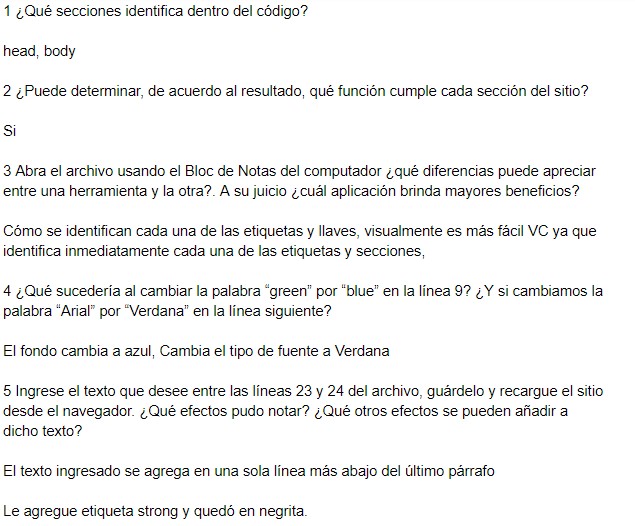 1 ¿Qué secciones identifica dentro del código?
head, body
2 ¿Puede determinar, de acuerdo al resultado, qué función cumple cada sección del sitio?
Si
3 Abra el archivo usando el Bloc de Notas del computador ¿qué diferencias puede apreciar
entre una herramienta y la otra?. A su juicio ¿cuál aplicación brinda mayores beneficios?
Cómo se identifican cada una de las etiquetas y llaves, visualmente es más fácil VC ya que
identifica inmediatamente cada una de las etiquetas y secciones,
4 ¿Qué sucedería al cambiar la palabra “green” por “blue” en la línea 9? ¿Y si cambiamos la
palabra “Arial” por “Verdana” en la línea siguiente?
El fondo cambia a azul, Cambia el tipo de fuente a Verdana
5 Ingrese el texto que desee entre las líneas 23 y 24 del archivo, guárdelo y recargue el sitio
desde el navegador. ¿Qué efectos pudo notar? ¿Qué otros efectos se pueden añadir a
dicho texto?
El texto ingresado se agrega en una sola línea más abajo del último párrafo
Le agregue etiqueta strong y quedó en negrita.